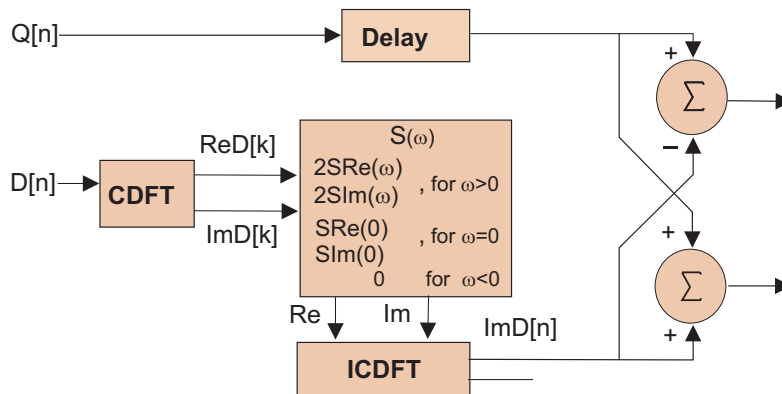 Q[n]
Delay
+
Σ
−
D[n]
CDFT
ReD[k]
ImD[k]
S(ω)
2SRe(ω)
2SIm(ω)
, for ω>0
SRe(0)
SIm(0)
, for ω=0
0 for ω<0
+
Σ
+
Re
Im
ImD[n]
ICDFT